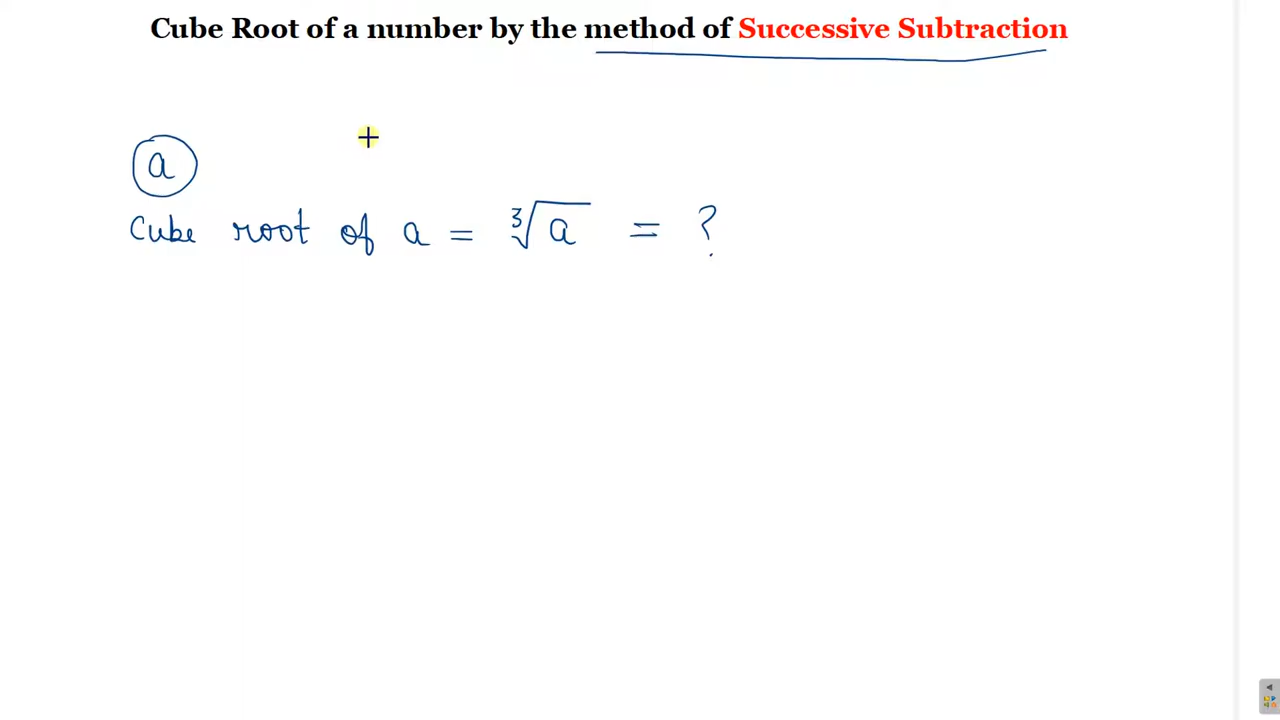 Cube Root of a number by the method of Successive Subtraction
a
Cube root of a = ∛a = ?